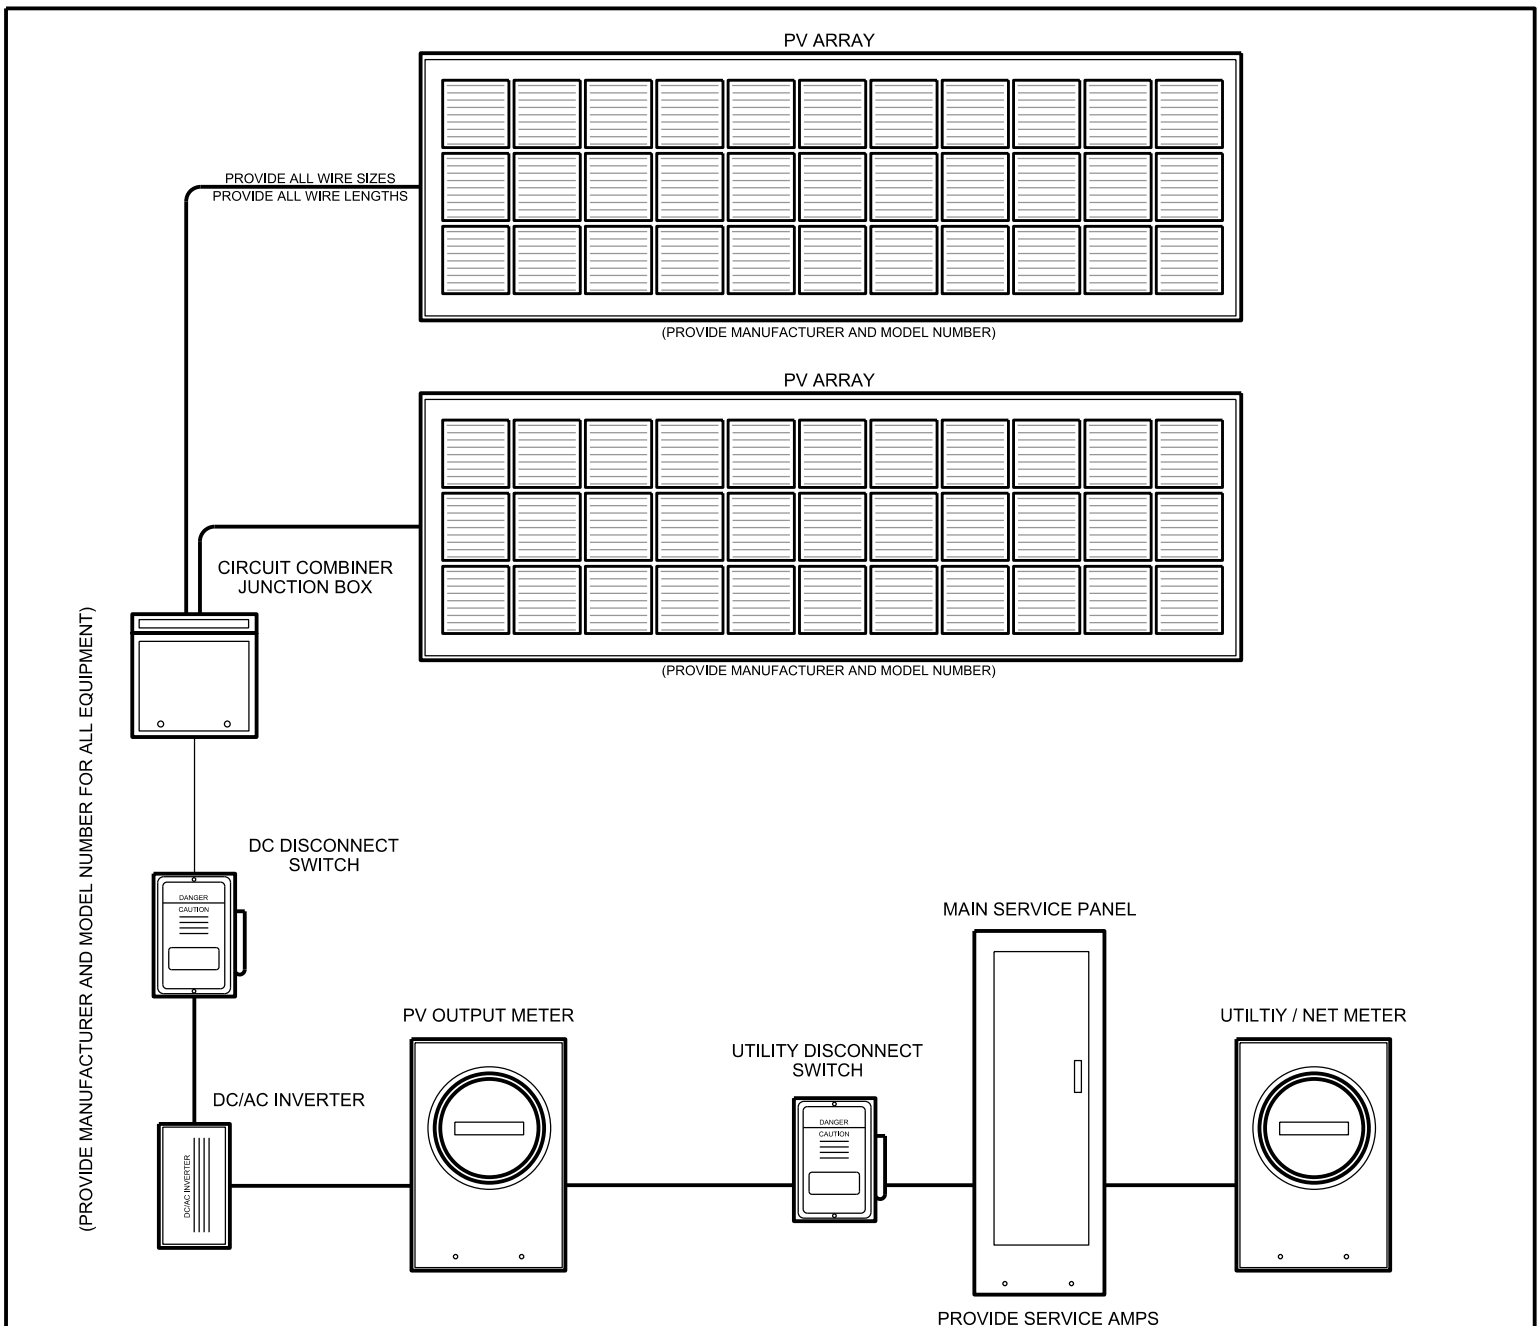 PV ARRAY
PROVIDE ALL WIRE SIZES
PROVIDE ALL WIRE LENGTHS
(PROVIDE MANUFACTURER AND MODEL NUMBER)
PV ARRAY
CIRCUIT COMBINER
JUNCTION BOX
(PROVIDE MANUFACTURER AND MODEL NUMBER)
(PROVIDE MANUFACTURER AND MODEL NUMBER FOR ALL EQUIPMENT)
DC DISCONNECT
SWITCH
DANGER
CAUTION
MAIN SERVICE PANEL
PV OUTPUT METER
UTILTIY / NET METER
UTILITY DISCONNECT
SWITCH
DC/AC INVERTER
DANGER
CAUTION
DC/AC INVERTER
PROVIDE SERVICE AMPS